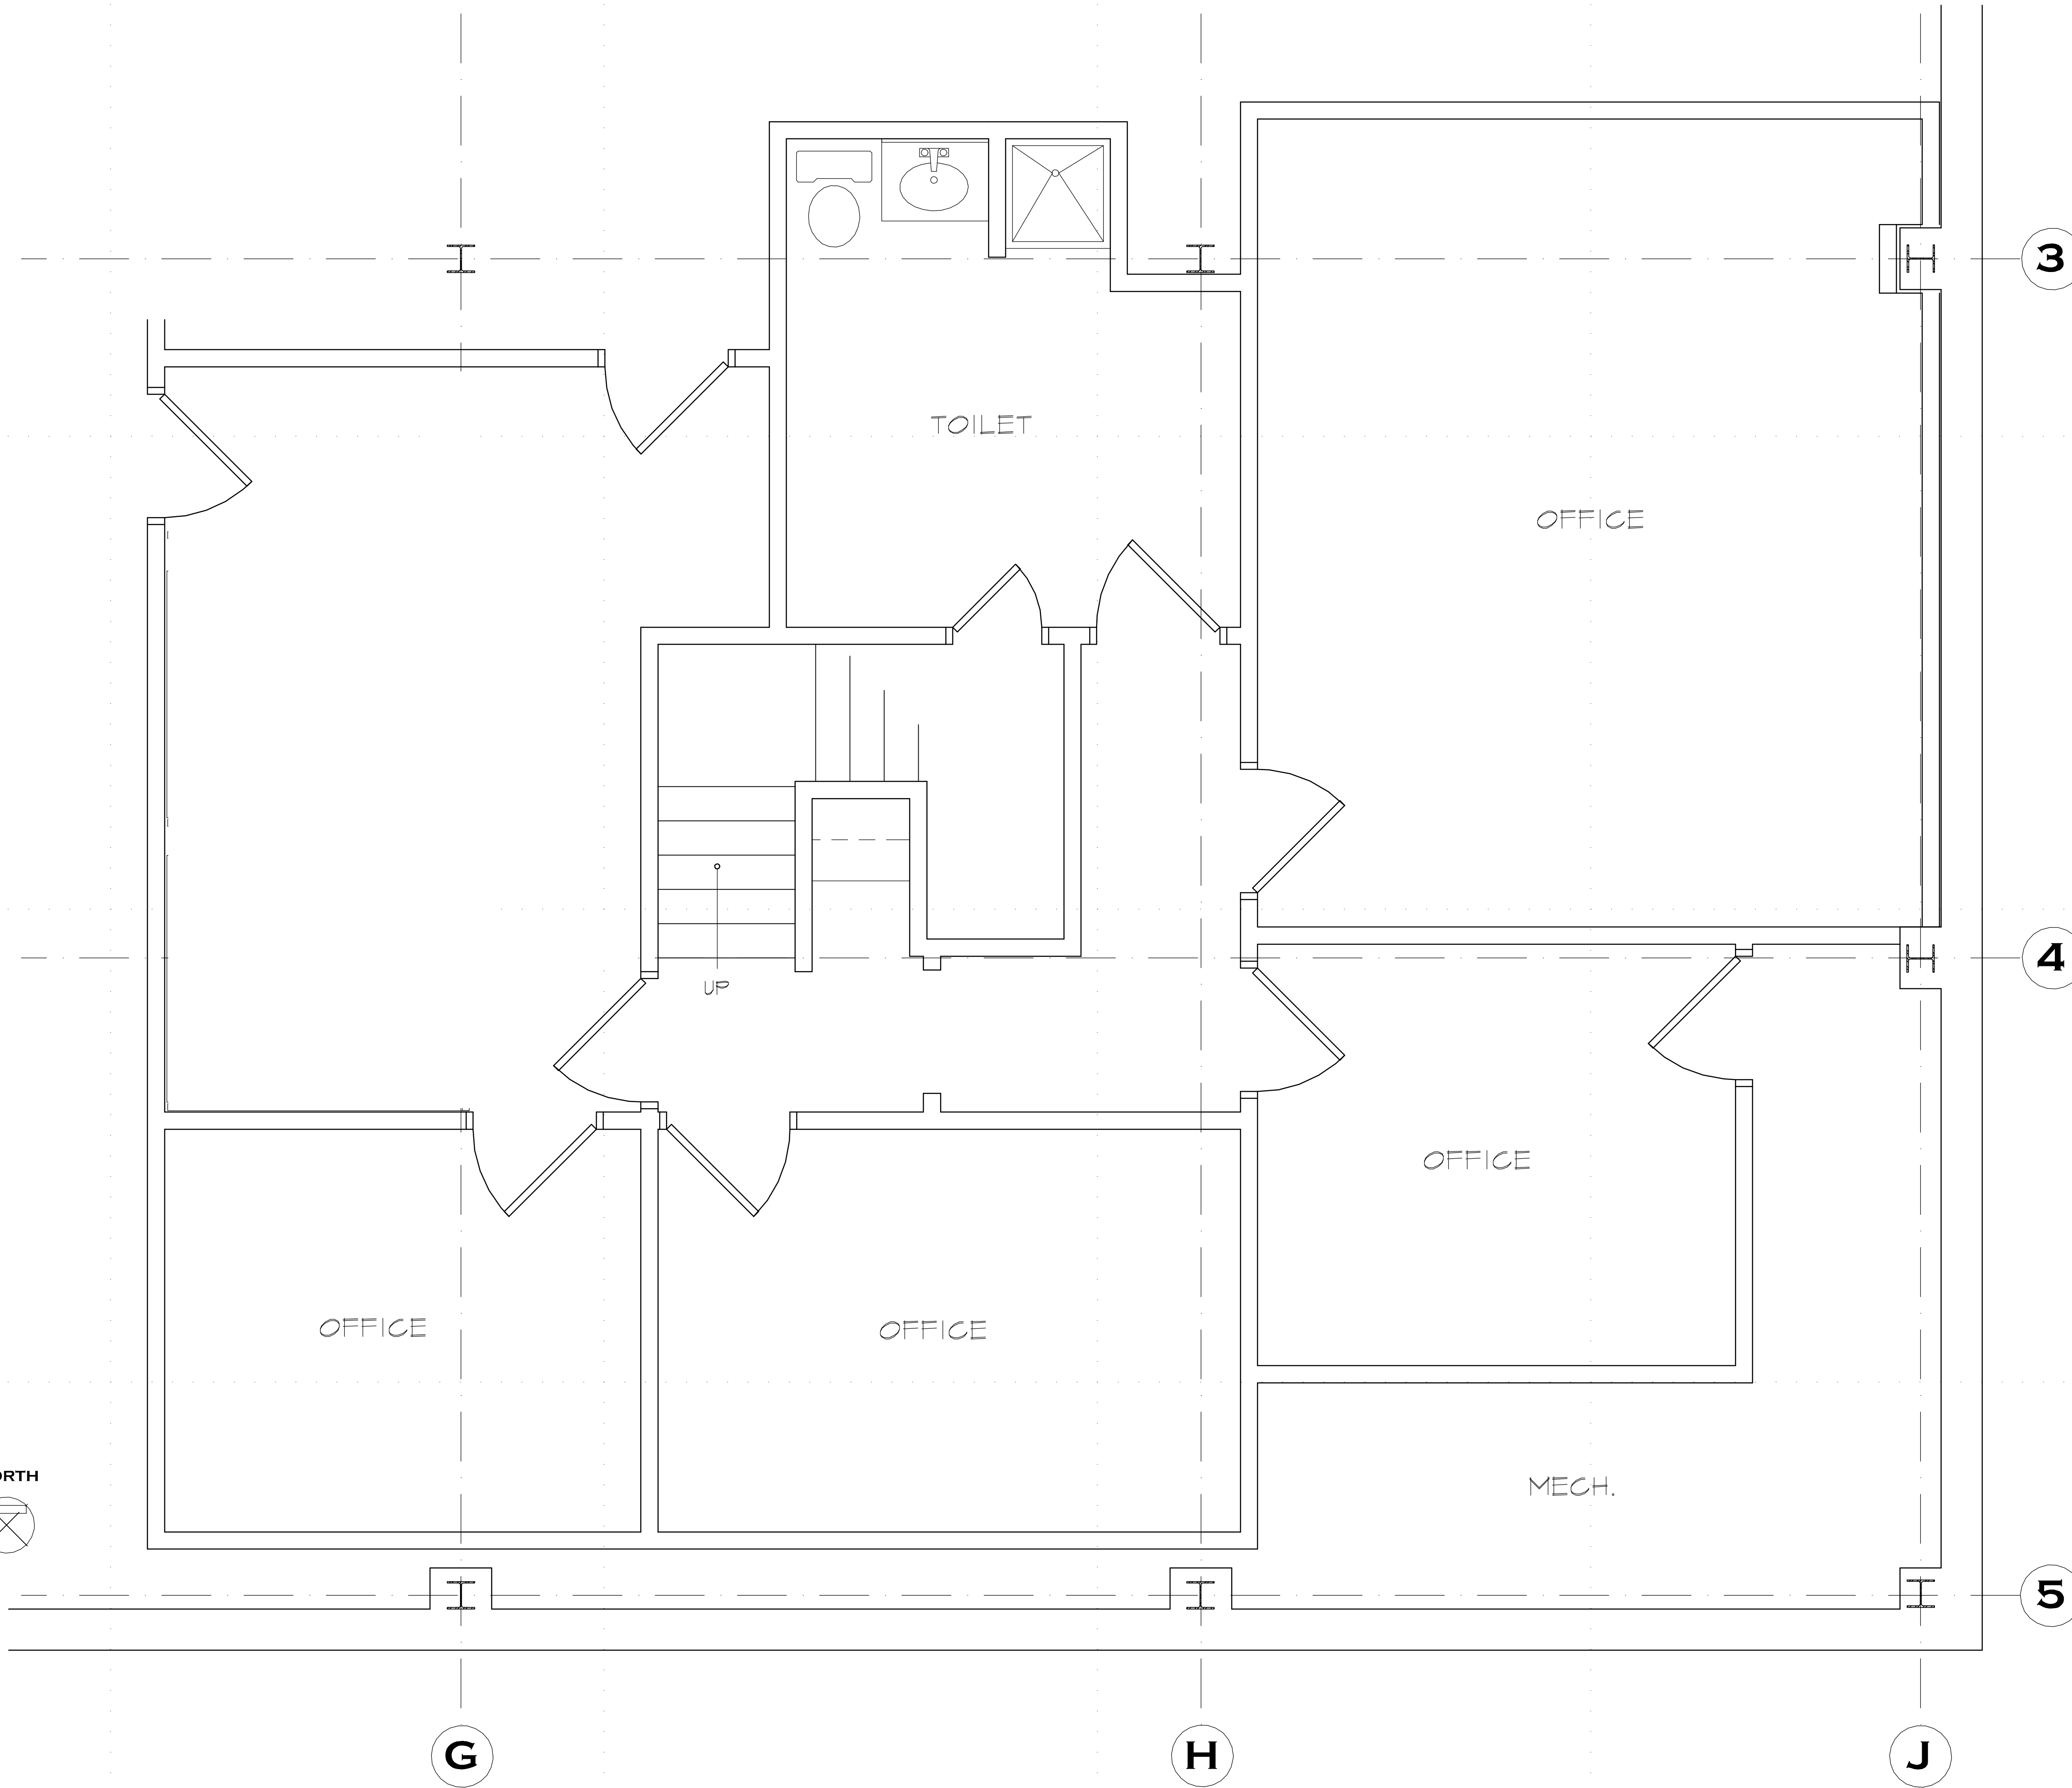 3
TOILET
OFFICE
4
UP
OFFICE
OFFICE
OFFICE
ORTH
MECH.
5
G
H
J